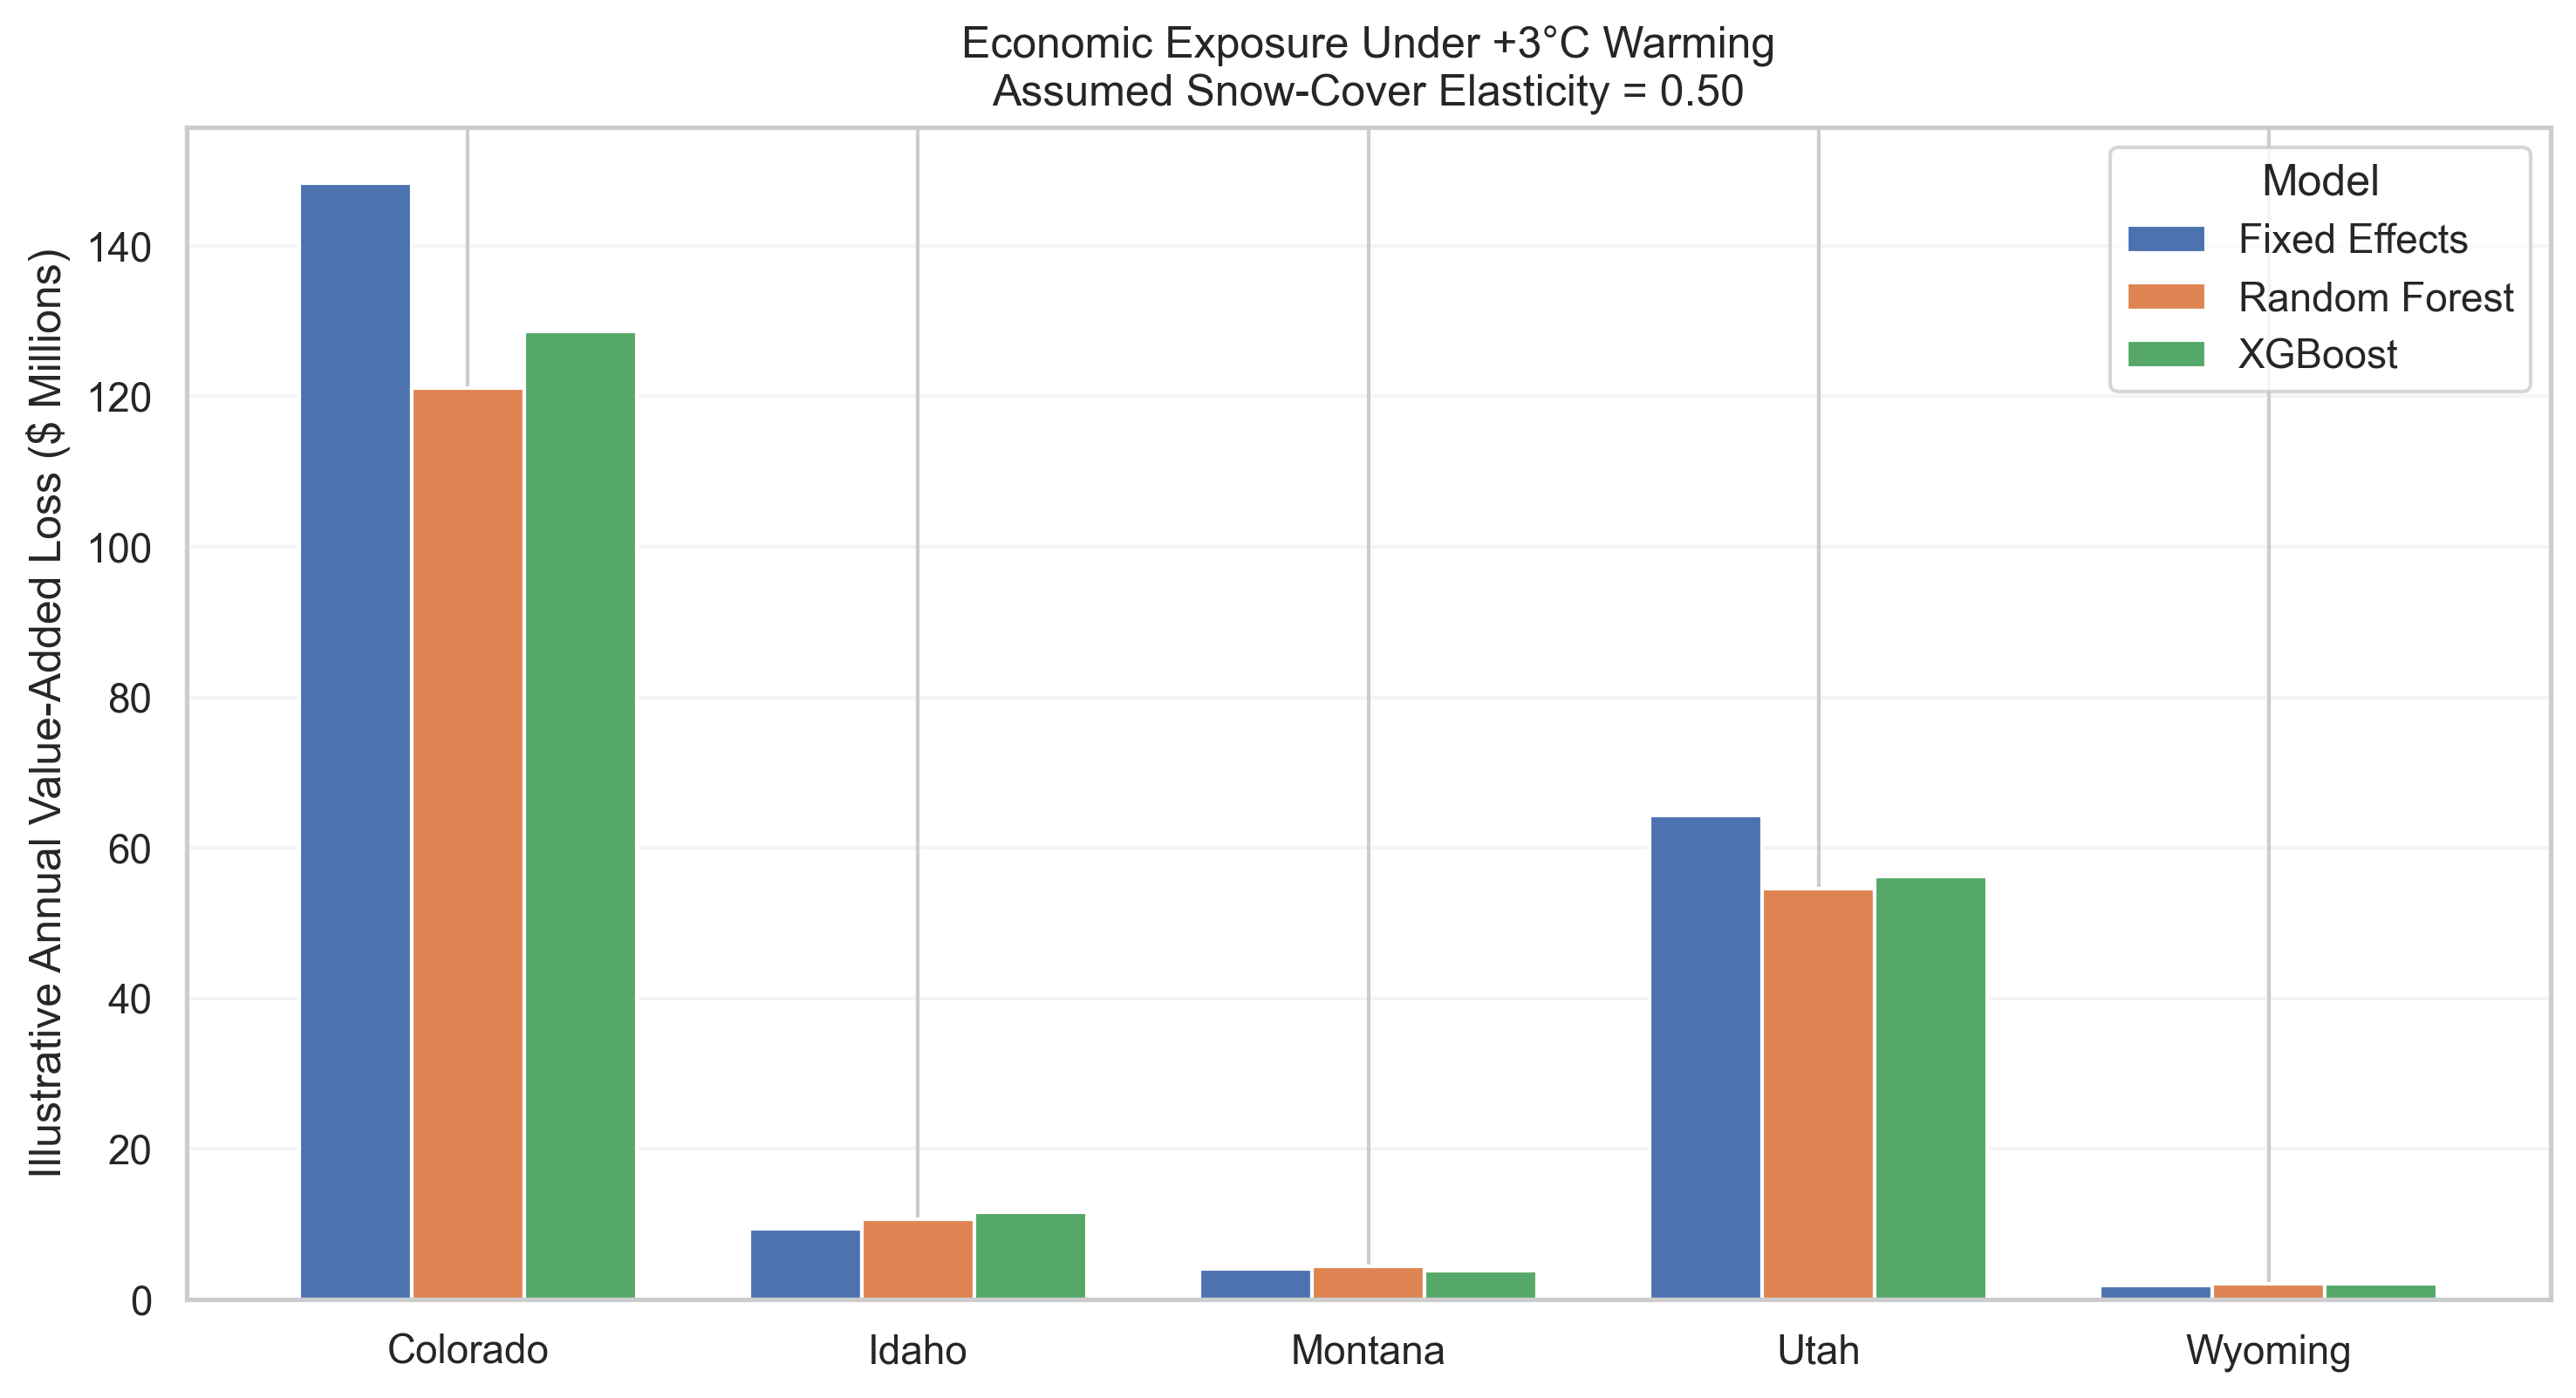 Economic Exposure Under +3°C Warming
Assumed Snow-Cover Elasticity = 0.50
Illustrative Annual Value-Added Loss ($ Millions)
140
120
100
80
60
40
20
0
Model
Fixed Effects
Random Forest
XGBoost
Colorado
Idaho
Montana
Utah
Wyoming